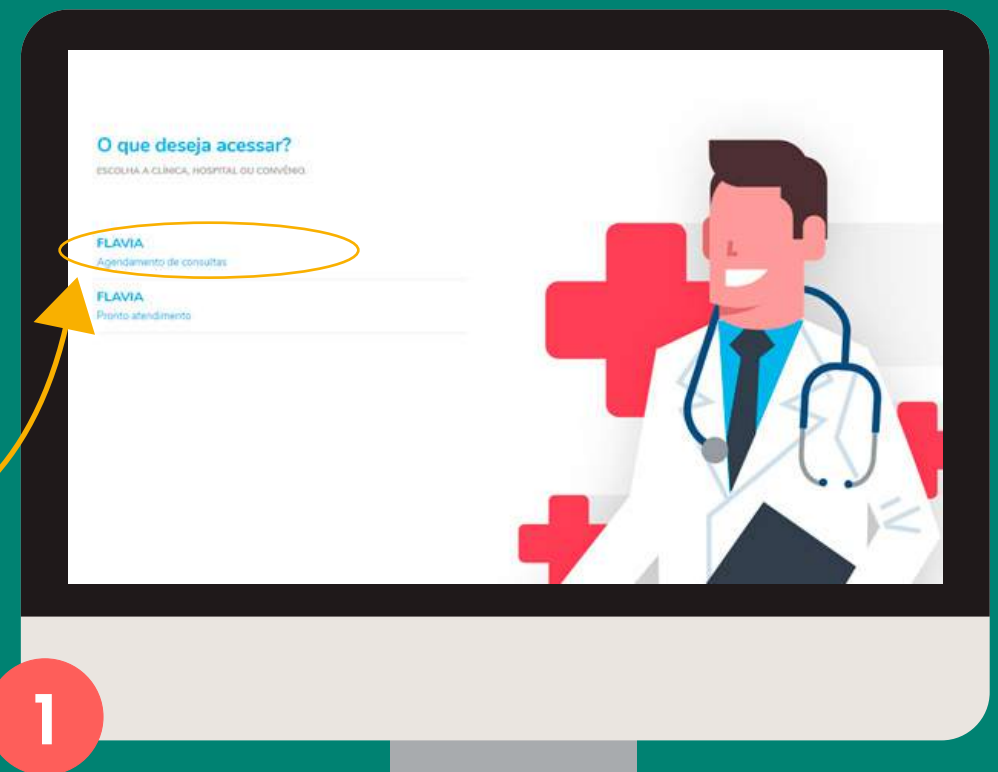 O que deseja acessar?
ESCOLHA A CLÍNICA, HOSPITAL OU CONVÊNIO.
FLAVIA
Agendamento de consultas
FLAVIA
Pronto atendimento
1